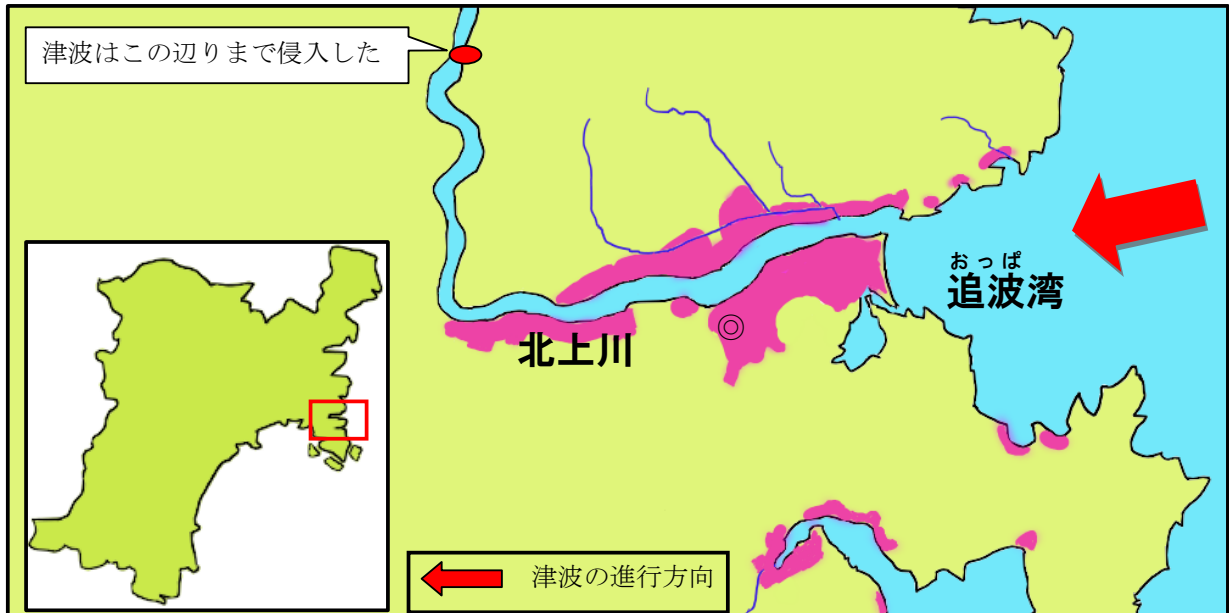 津波はこの辺りまで侵入した
おっぱ
追波湾
北上川
津波の進行方向